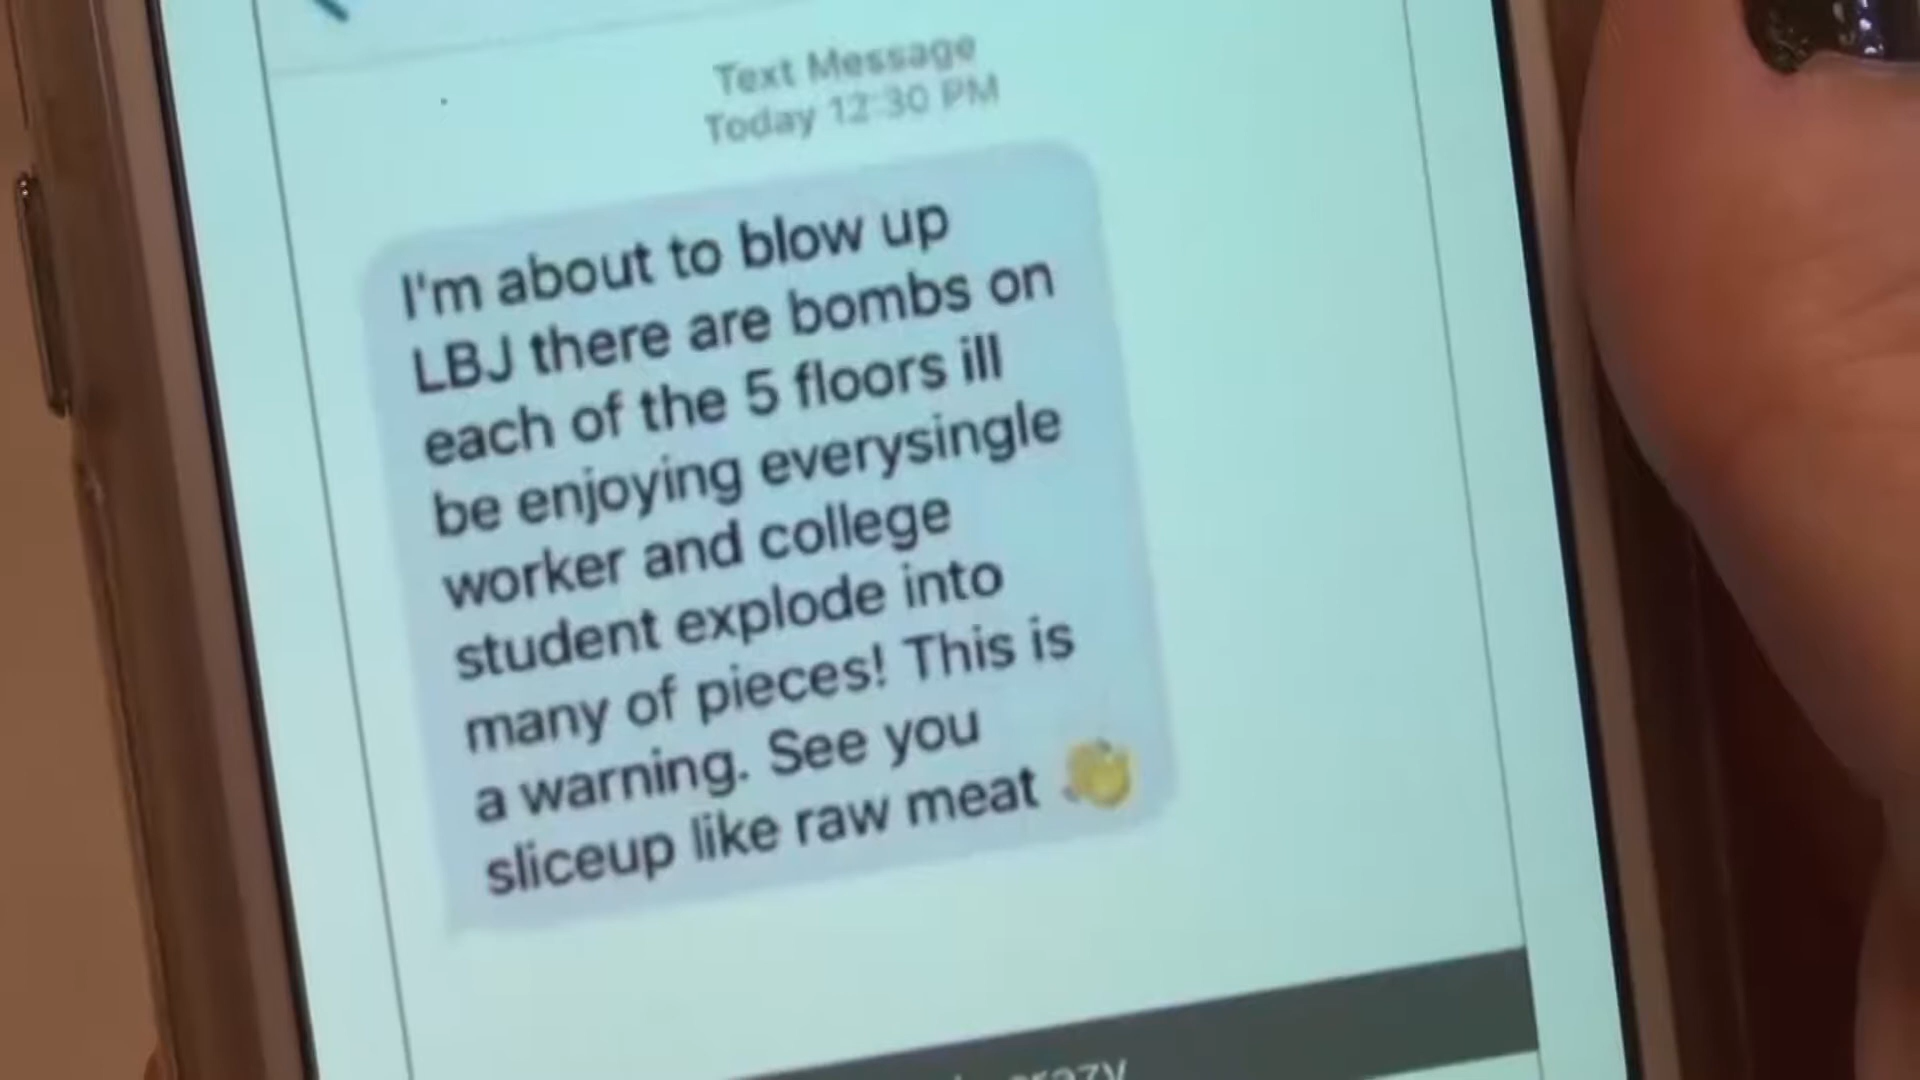 Text Message
Today 12:30 PM
I'm about to blow up
LBJ there are bombs on
each of the 5 floors ill
be enjoying everysingle
worker and college
student explode into
many of pieces! This is
a warning. See you
sliceup like raw meat 👏
crazy